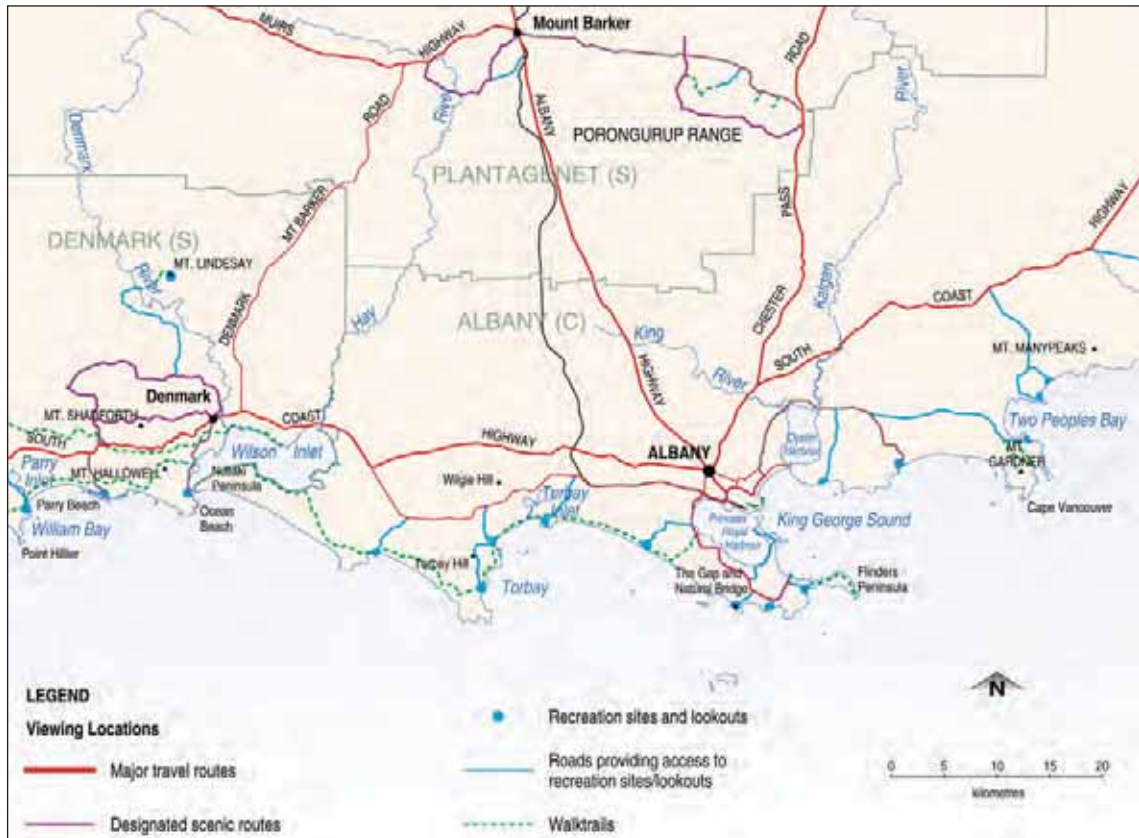 MUIRS
HIGHWAY
Mount Barker
ROAD
River
River
Denmark
ROAD
ALBANY
PORONGURUP RANGE
PLANTAGENET (S)
PASS
HIGHWAY
MT BARKER
DENMARK (S)
MT. LINDESAY
River
Kalgan
COAST
Hay
ALBANY (C)
CHESTER
DENMARK
King
SOUTH
MT. MANYPEAKS
River
HIGHWAY
Denmark
MT. SHADFORTH
COAST
Two Peoples Bay
SOUTH
HIGHWAY
Oyster
Harbour
Wilson Inlet
ALBANY
MT.
GARDNER
Parry
Inlet
MT. HALLOWELL
Nullaki
Peninsula
Wilgie Hill
Torbay
Inlet
Parry Beach
Ocean
Beach
Cape Vancouver
William Bay
King George Sound
Princess
Royal
Harbour
Point Hillier
Torbay Hill
The Gap and
Natural Bridge
Flinders
Peninsula
Torbay
LEGEND
Viewing Locations
Major travel routes
Designated scenic routes
Recreation sites and lookouts
Roads providing access to
recreation sites/lookouts
Walktrails
N
0 5 10 15 20
kilometres